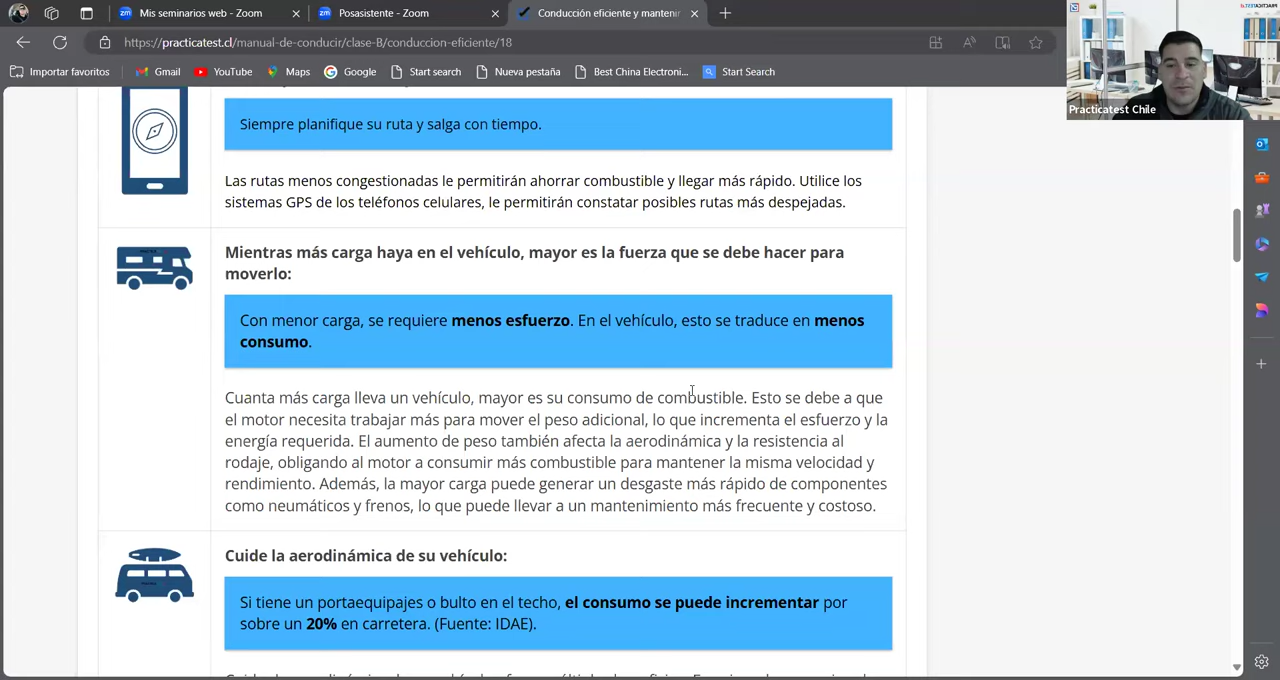 Mis seminarios web - Zoom
Posasistente - Zoom
Conducción eficiente y mantenir
https://practicatest.cl/manual-de-conducir/clase-B/conduccion-eficiente/18
Importar favoritos
Gmail
YouTube
Maps
Google
Start search
Nueva pestaña
Best China Electroni...
Start Search
Practicatest Chile
Siempre planifique su ruta y salga con tiempo.
Las rutas menos congestionadas le permitirán ahorrar combustible y llegar más rápido. Utilice los
sistemas GPS de los teléfonos celulares, le permitirán constatar posibles rutas más despejadas.
Mientras más carga haya en el vehículo, mayor es la fuerza que se debe hacer para
moverlo:
Con menor carga, se requiere menos esfuerzo. En el vehículo, esto se traduce en menos
consumo.
Cuanta más carga lleva un vehículo, mayor es su consumo de combustible. Esto se debe a que
el motor necesita trabajar más para mover el peso adicional, lo que incrementa el esfuerzo y la
energía requerida. El aumento de peso también afecta la aerodinámica y la resistencia al
rodaje, obligando al motor a consumir más combustible para mantener la misma velocidad y
rendimiento. Además, la mayor carga puede generar un desgaste más rápido de componentes
como neumáticos y frenos, lo que puede llevar a un mantenimiento más frecuente y costoso.
Cuide la aerodinámica de su vehículo:
Si tiene un portaequipajes o bulto en el techo, el consumo se puede incrementar por
sobre un 20% en carretera. (Fuente: IDAE).